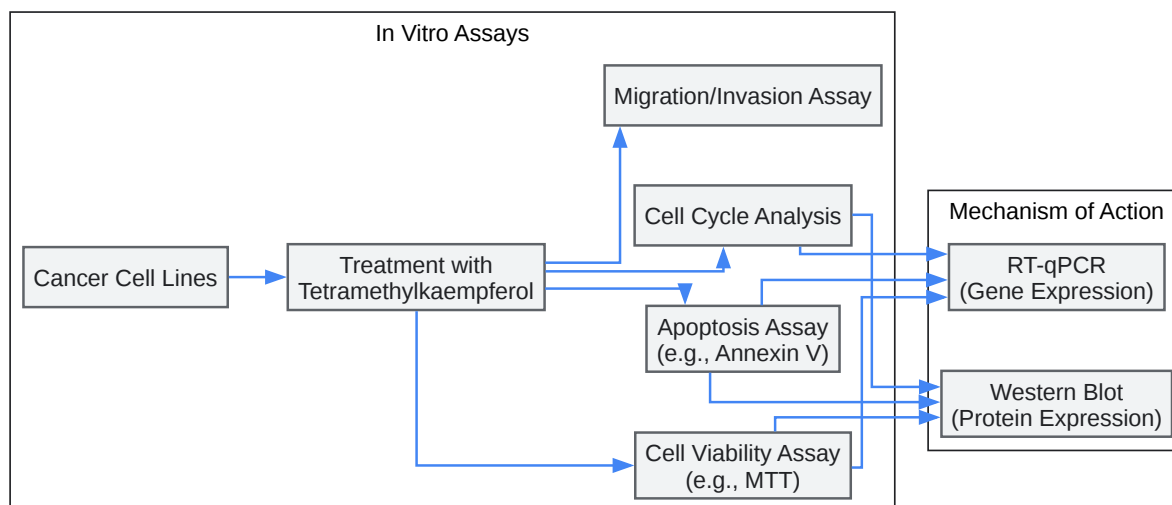 In Vitro Assays
Migration/Invasion Assay
Cell Cycle Analysis
Mechanism of Action
Cancer Cell Lines
Treatment with
Tetramethylkaempferol
RT-qPCR
(Gene Expression)
Apoptosis Assay
(e.g., Annexin V)
Western Blot
(Protein Expression)
Cell Viability Assay
(e.g., MTT)